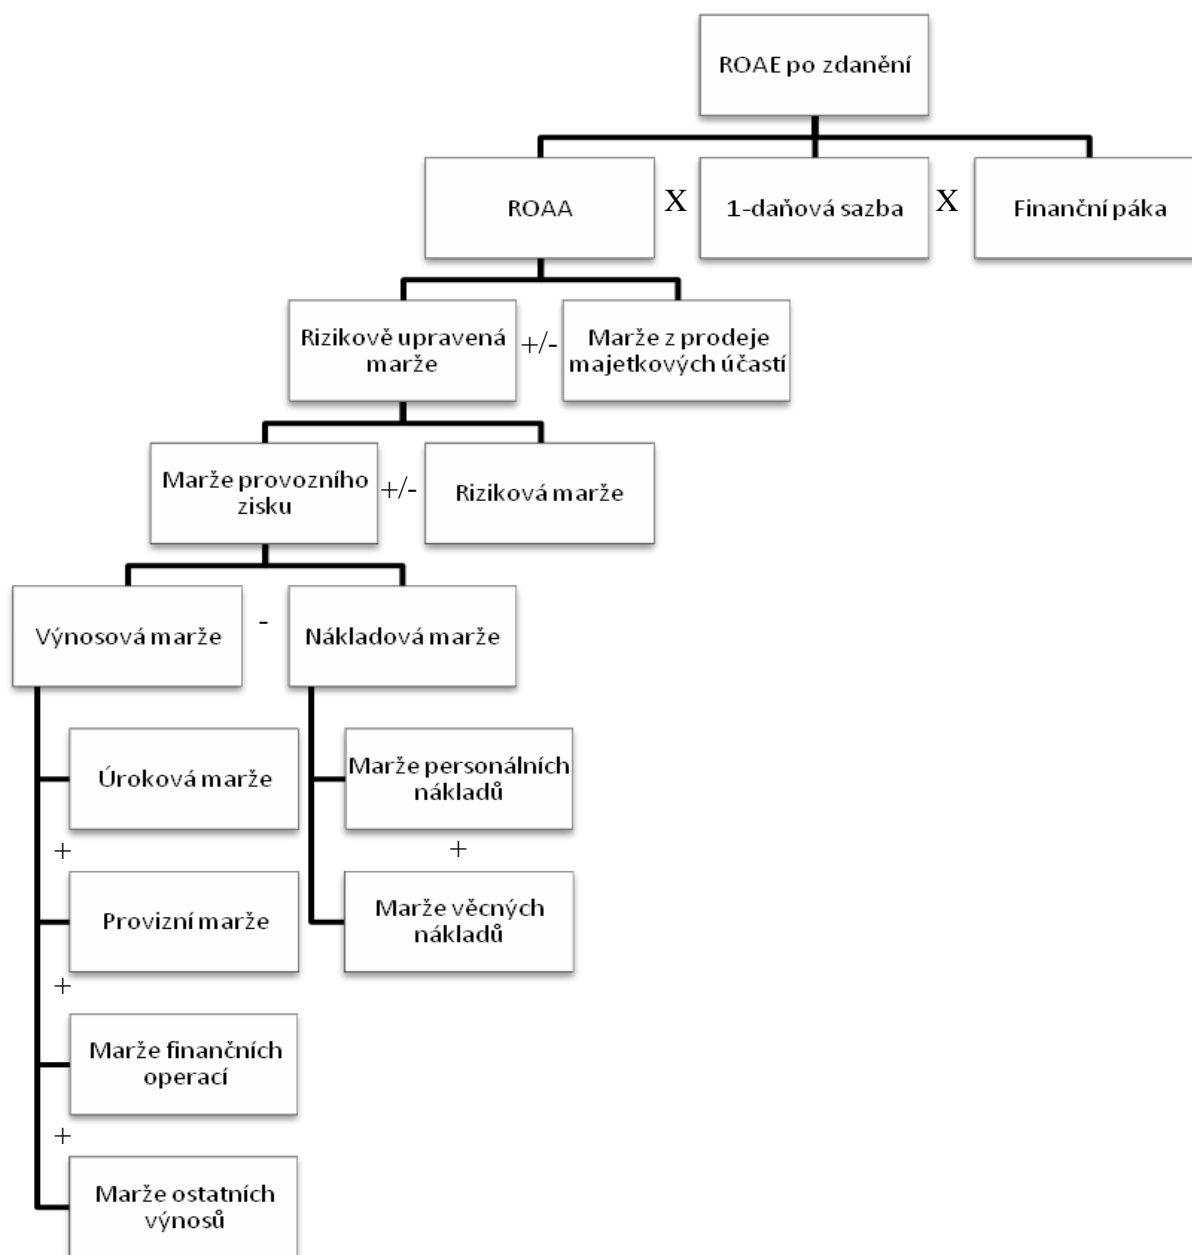 ROAE po zdanění
ROAA
X
1-daňová sazba
X
Finanční páka
Rizikově upravená
marže
+/-
Marže z prodeje
majetkových účastí
Marže provozního
zisku
+/-
Riziková marže
Výnosová marže
-
Nákladová marže
Úroková marže
+
Provizní marže
+
Marže finančních
operací
+
Marže ostatních
výnosů
Marže personálních
nákladů
+
Marže věcných
nákladů